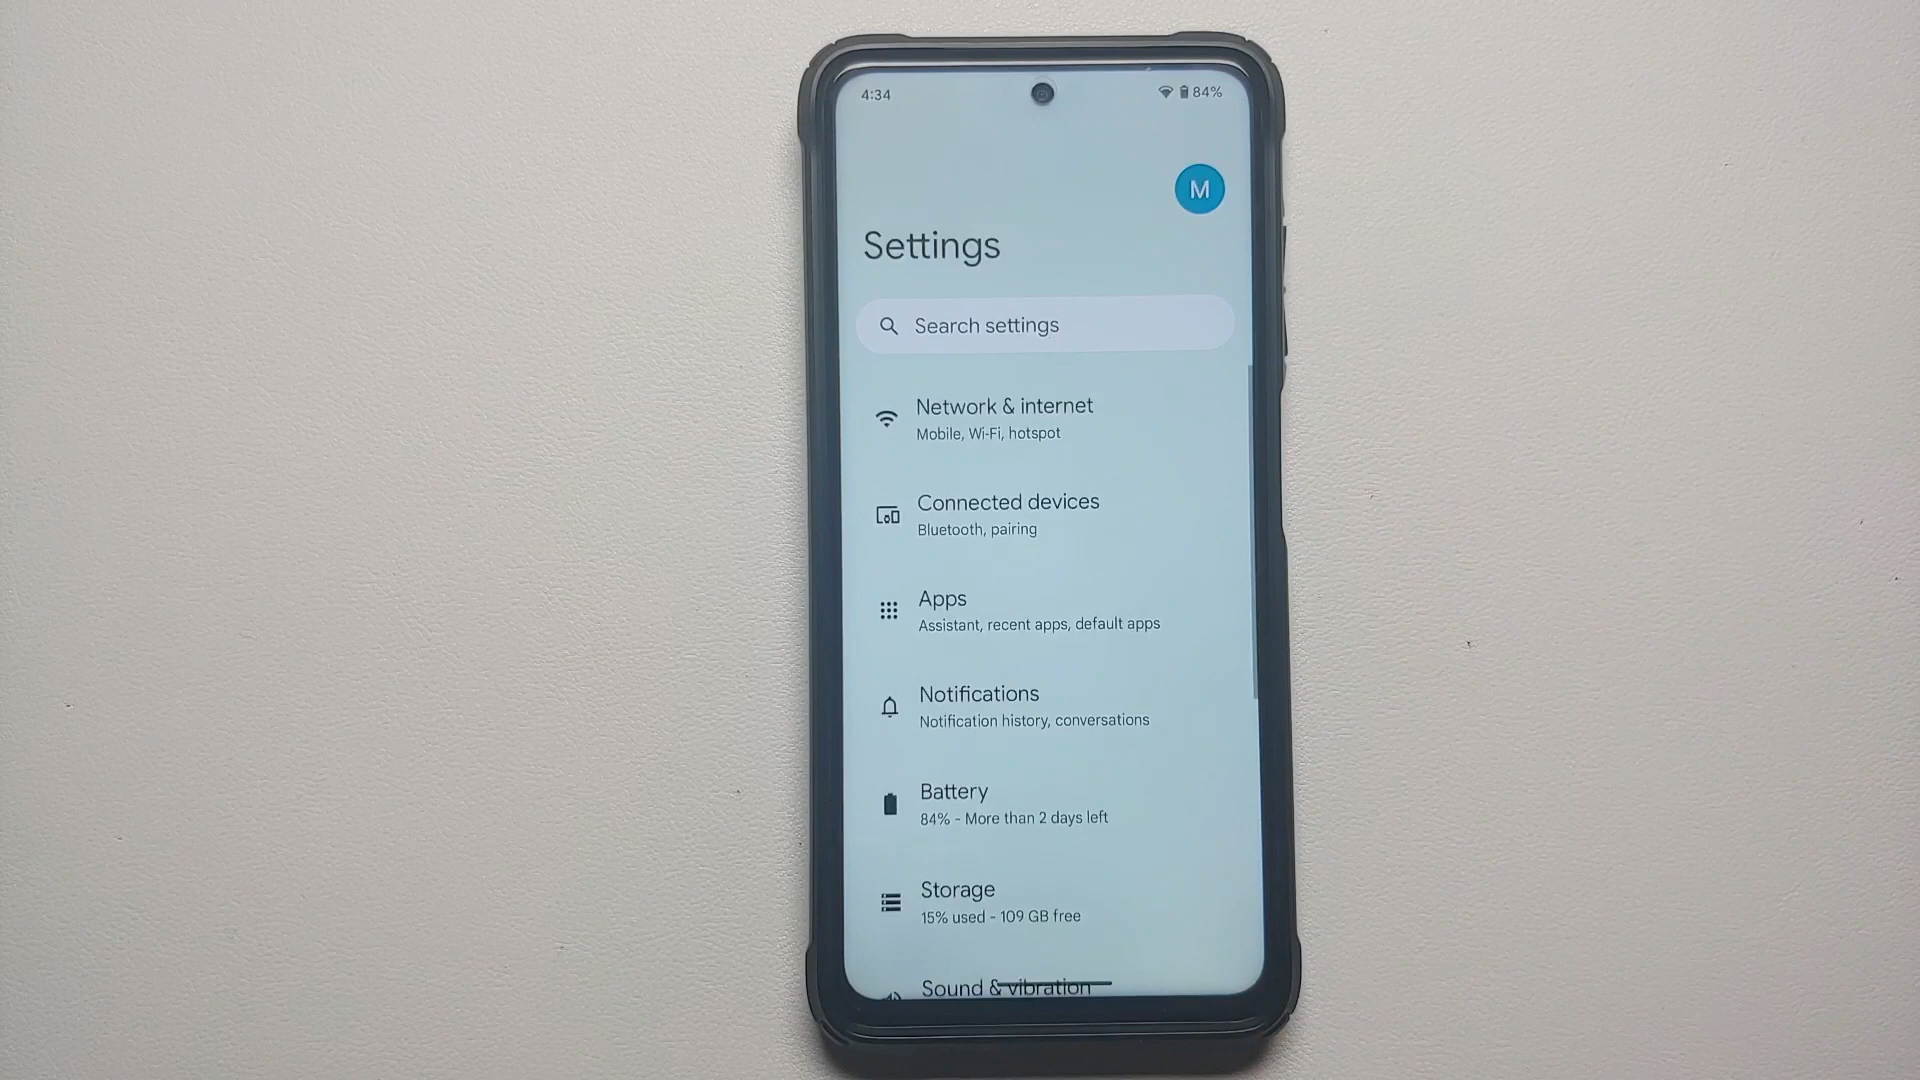 4:34
84%
M
Settings
Search settings
Network & internet
Mobile, Wi-Fi, hotspot
Connected devices
Bluetooth, pairing
Apps
Assistant, recent apps, default apps
Notifications
Notification history, conversations
Battery
84% - More than 2 days left
Storage
15% used - 109 GB free
Sound & vibration